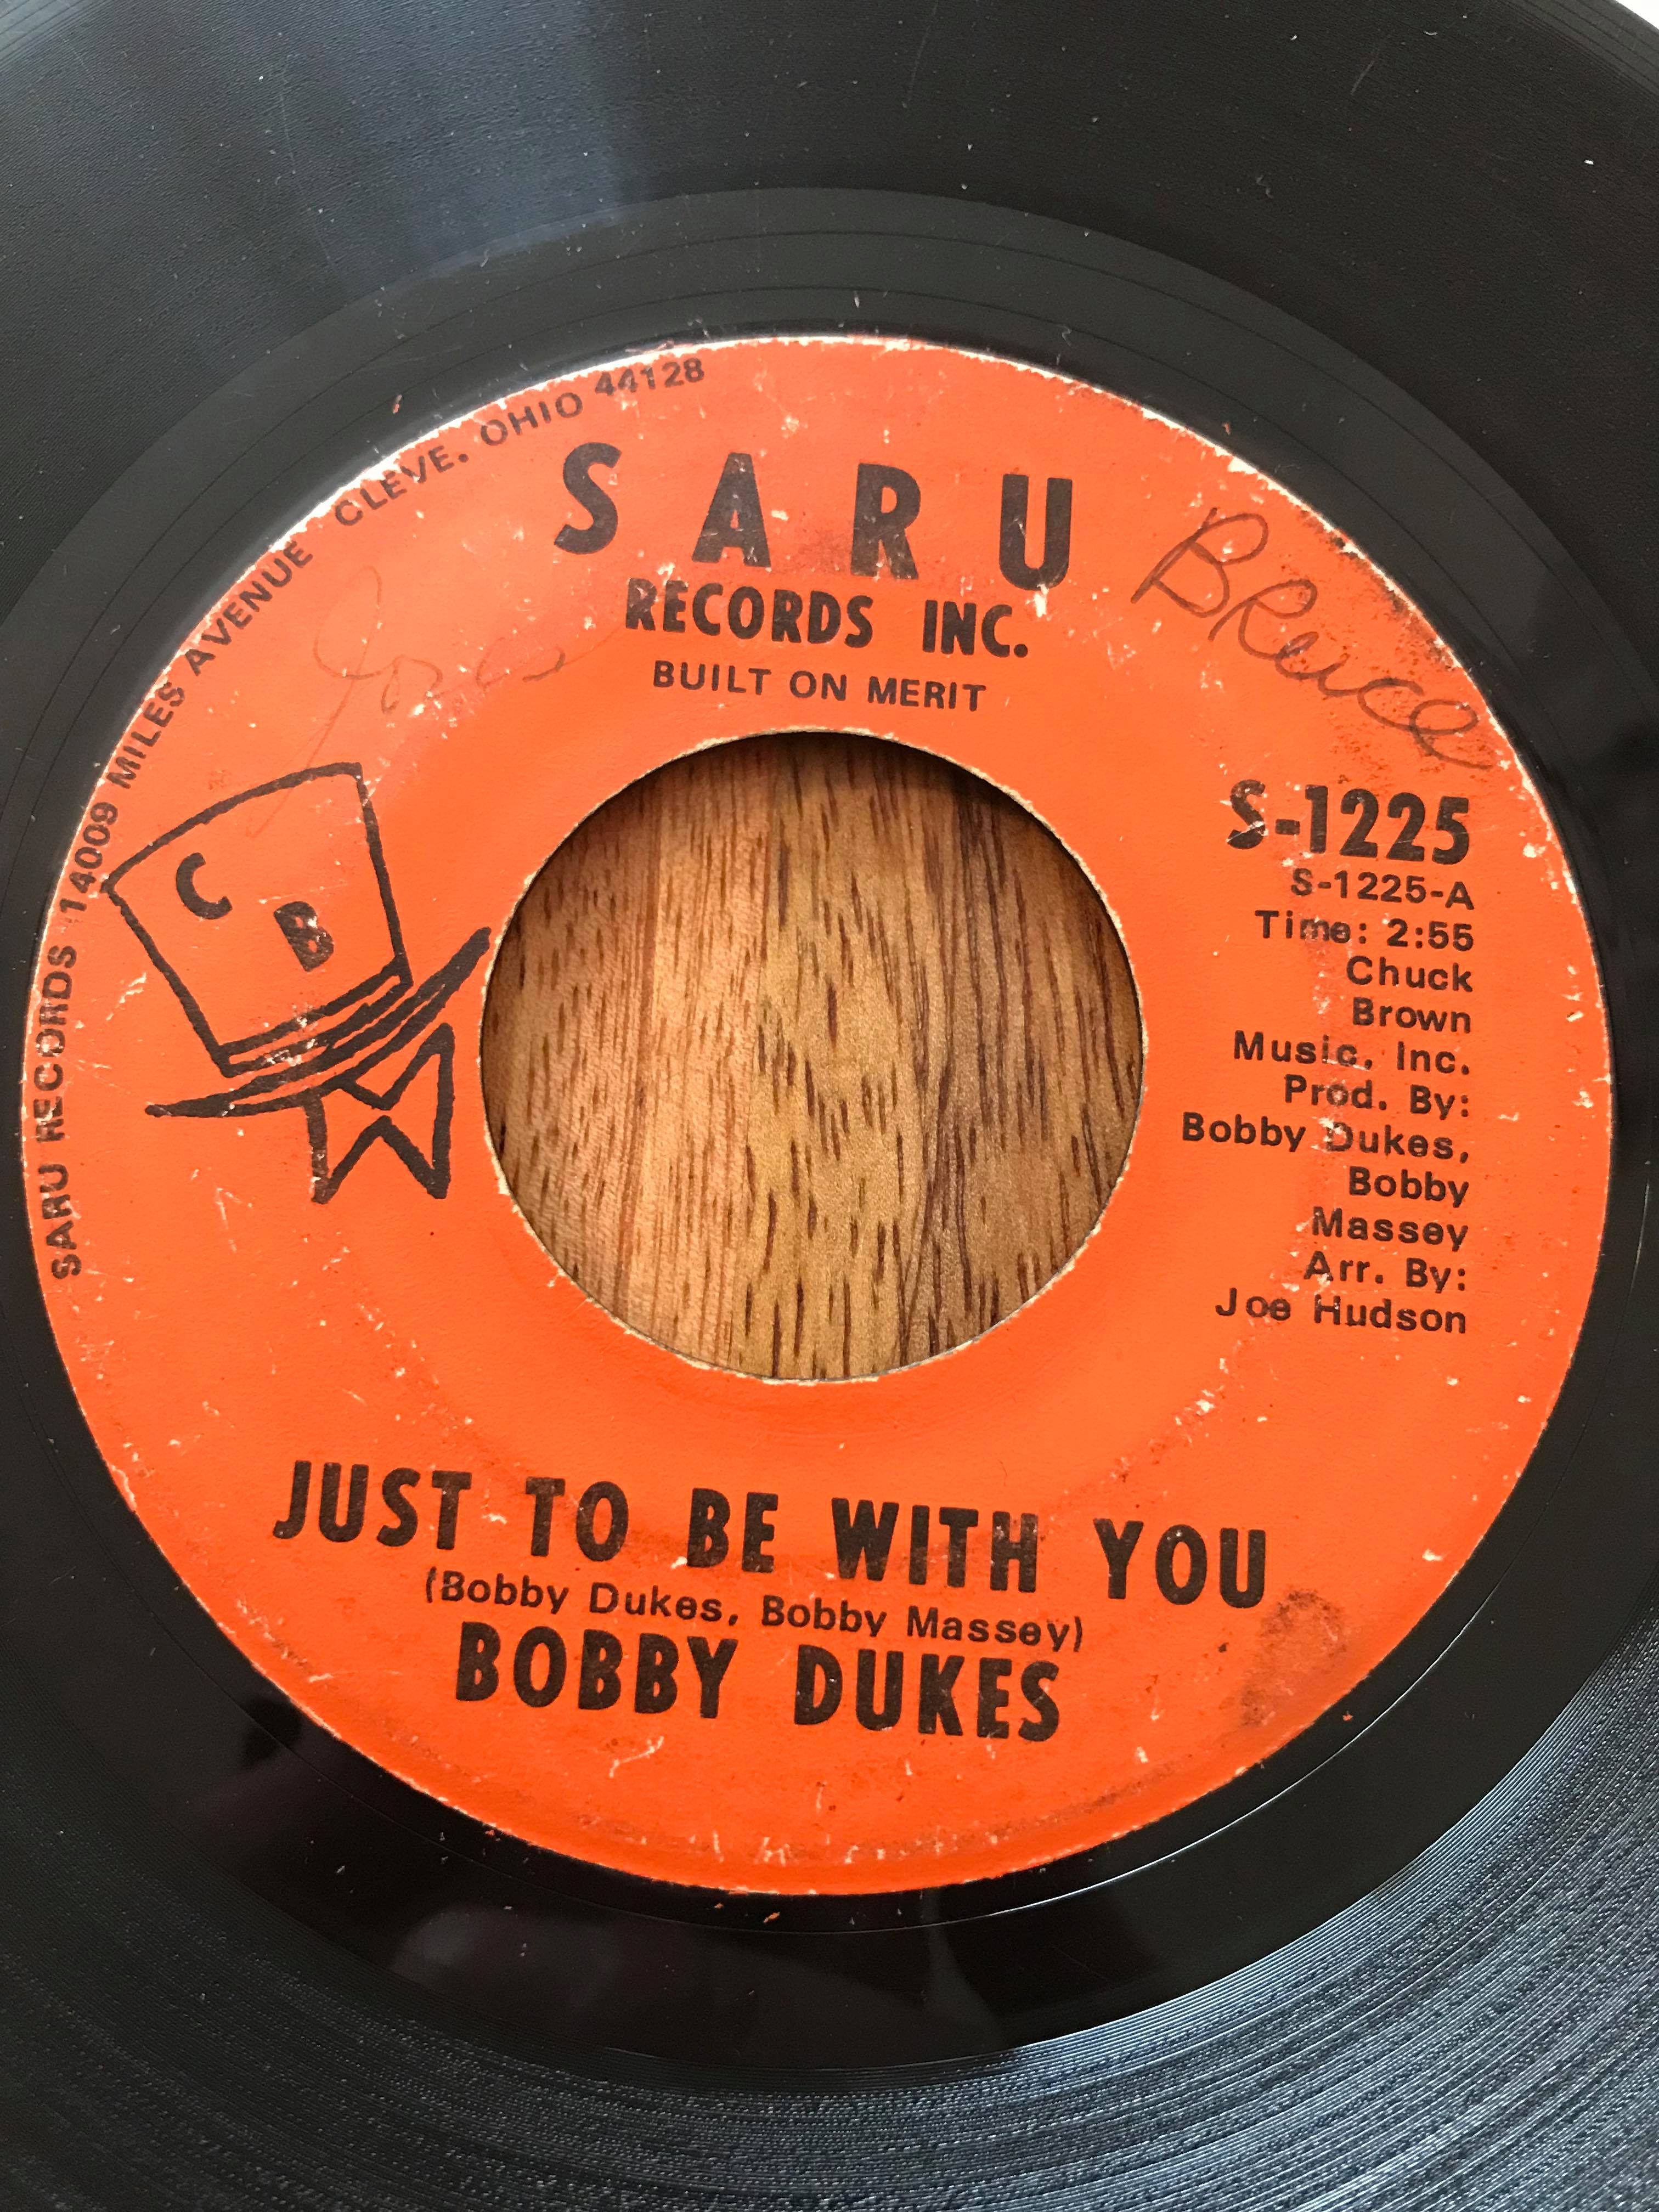 SARU RECORDS 14009 MILES AVENUE CLEVE. OHIO 44128
SARU
RECORDS INC.
BUILT ON MERIT
Bruce
C
B
S-1225
S-1225-A
Time: 2:55
Chuck
Brown
Music, Inc.
Prod. By:
Bobby Dukes,
Bobby
Massey
Arr. By:
Joe Hudson
JUST TO BE WITH YOU
(Bobby Dukes, Bobby Massey)
BOBBY DUKES